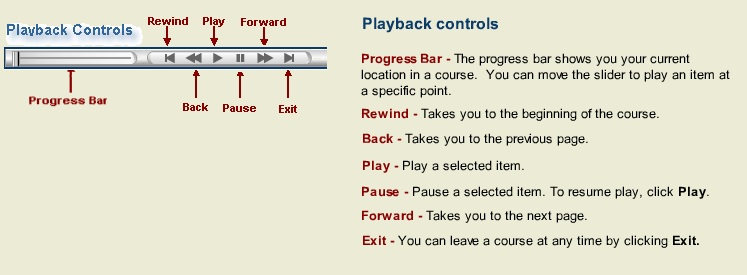 Rewind Play Forward
Playback Controls
Progress Bar
Back Pause Exit
Playback controls
Progress Bar - The progress bar shows you your current
location in a course. You can move the slider to play an item at
a specific point.
Rewind - Takes you to the beginning of the course.
Back - Takes you to the previous page.
Play - Play a selected item.
Pause - Pause a selected item. To resume play, click Play.
Forward - Takes you to the next page.
Exit - You can leave a course at any time by clicking Exit.